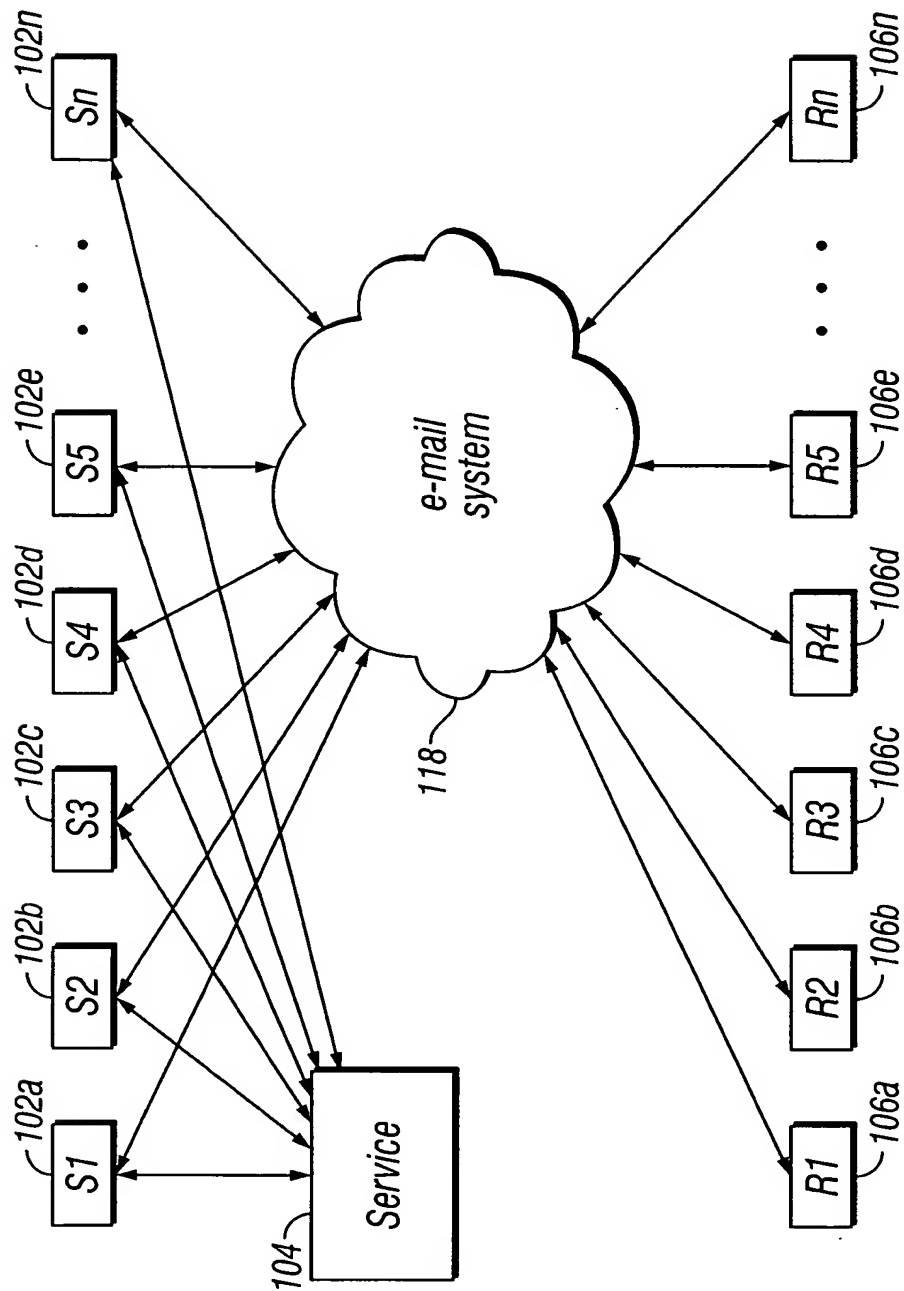 102a
102b
102c
102d
102e
102n
S1
S2
S3
S4
S5
• • •
Sn
104
Service
e-mail
system
118
R1
R2
R3
R4
R5
• • •
Rn
106a
106b
106c
106d
106e
106n